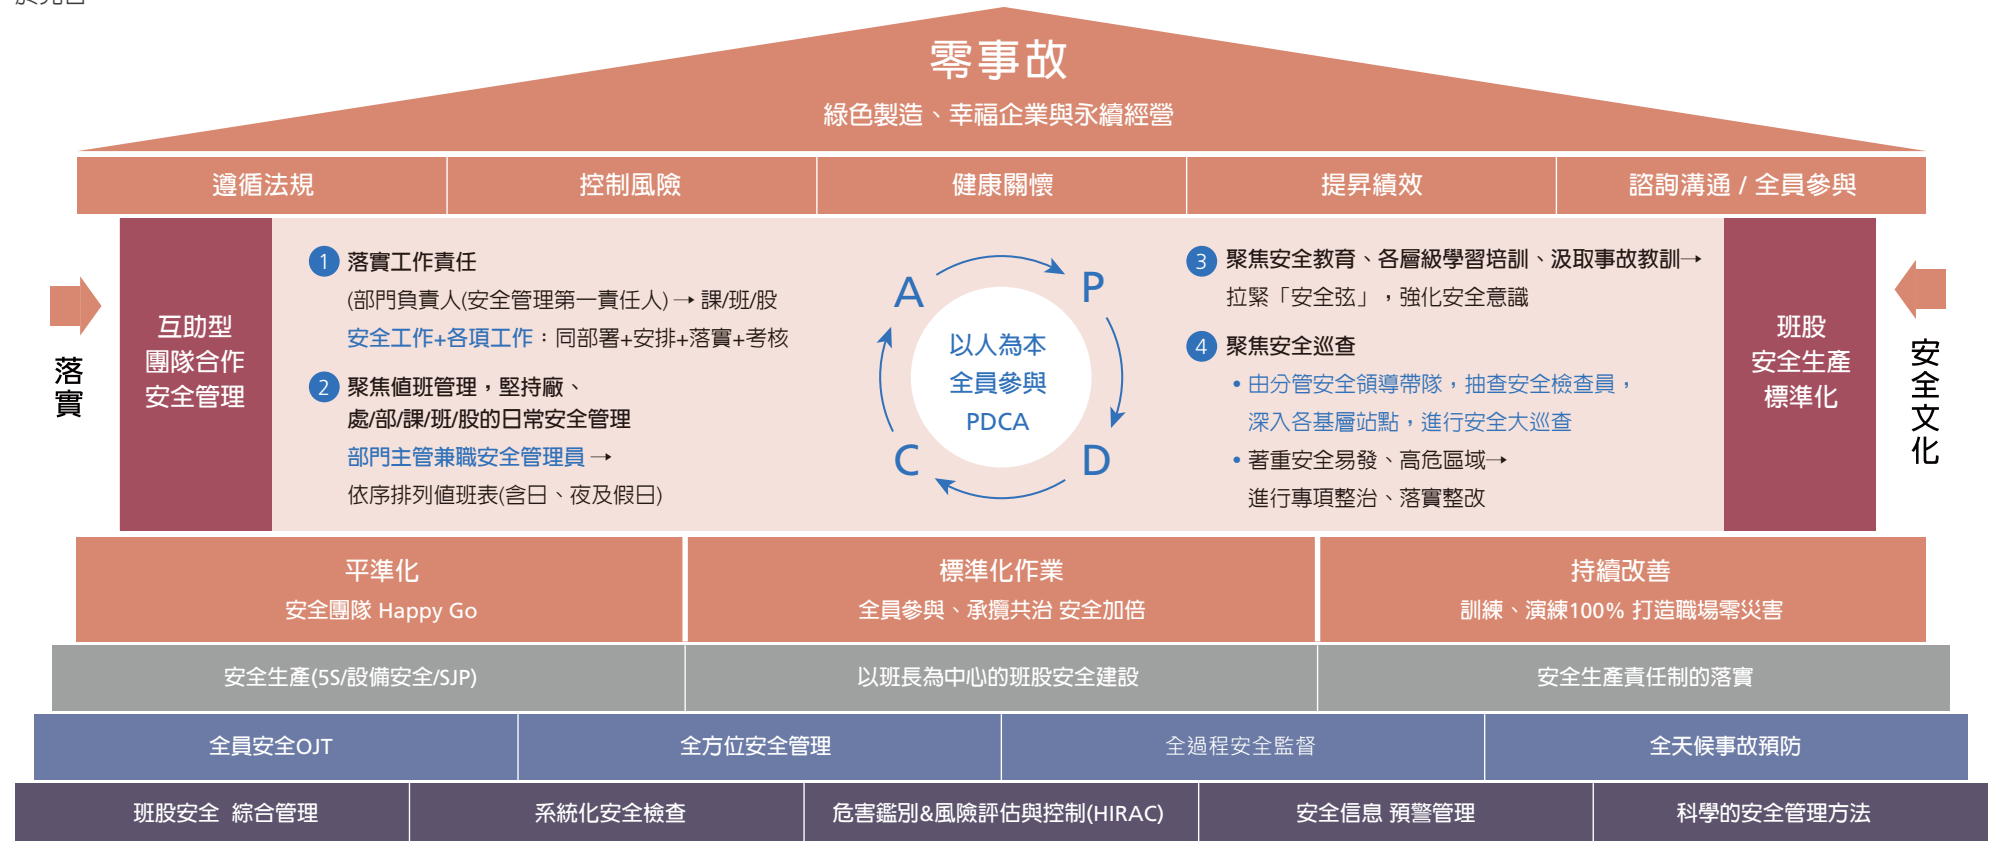 零事故
綠色製造、幸福企業與永續經營
遵循法規
控制風險
健康關懷
提昇績效
諮詢溝通 / 全員參與
落實
互助型
團隊合作
安全管理
1 落實工作責任
(部門負責人(安全管理第一責任人) → 課/班/股
安全工作+各項工作：同部署+安排+落實+考核
2 聚焦值班管理，堅持廠、
處/部/課/班/股的日常安全管理
部門主管兼職安全管理員 →
依序排列值班表(含日、夜及假日)
A
P
以人為本
全員參與
PDCA
C
D
3 聚焦安全教育、各層級學習培訓、汲取事故教訓→
拉緊「安全弦」，強化安全意識
4 聚焦安全巡查
• 由分管安全領導帶隊，抽查安全檢查員，
深入各基層站點，進行安全大巡查
• 著重安全易發、高危區域→
進行專項整治、落實整改
班股
安全生產
標準化
安全文化
平準化
安全團隊 Happy Go
標準化作業
全員參與、承攬共治 安全加倍
持續改善
訓練、演練100% 打造職場零災害
安全生產(5S/設備安全/SJP)
以班長為中心的班股安全建設
安全生產責任制的落實
全員安全OJT
全方位安全管理
全過程安全監督
全天候事故預防
班股安全 綜合管理
系統化安全檢查
危害鑑別&風險評估與控制(HIRAC)
安全信息 預警管理
科學的安全管理方法